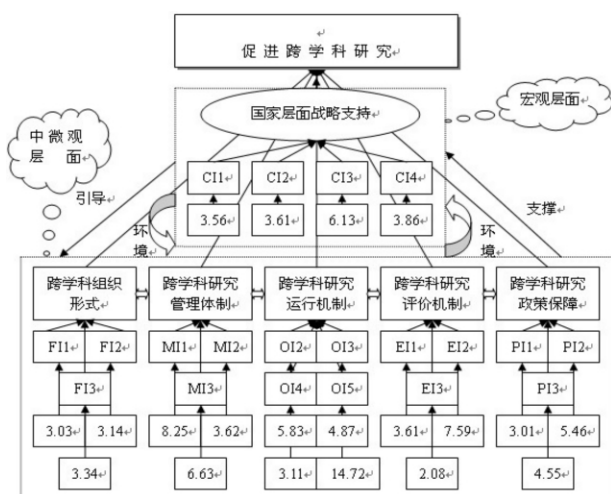 促进跨学科研究
国家层面战略支持
宏观层面
中微观
层 面
CI1 CI2 CI3 CI4
3.56 3.61 6.13 3.86
引导
支撑
环境
环境
跨学科组织
形式
跨学科研究
管理体制
跨学科研究
运行机制
跨学科研究
评价机制
跨学科研究
政策保障
FI1 FI2 MI1 MI2 OI2 OI3 EI1 EI2 PI1 PI2
FI3 MI3 OI4 OI5 EI3 PI3
3.03 3.14 8.25 3.62 5.83 4.87 3.61 7.59 3.01 5.46
3.34 6.63 3.11 14.72 2.08 4.55